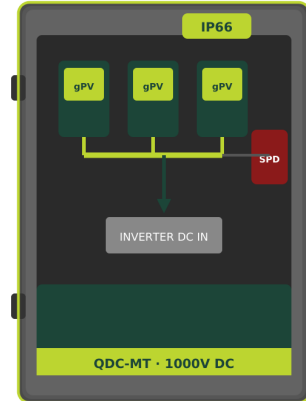 IP66
gPV gPV gPV
SPD
INVERTER DC IN
QDC-MT · 1000V DC